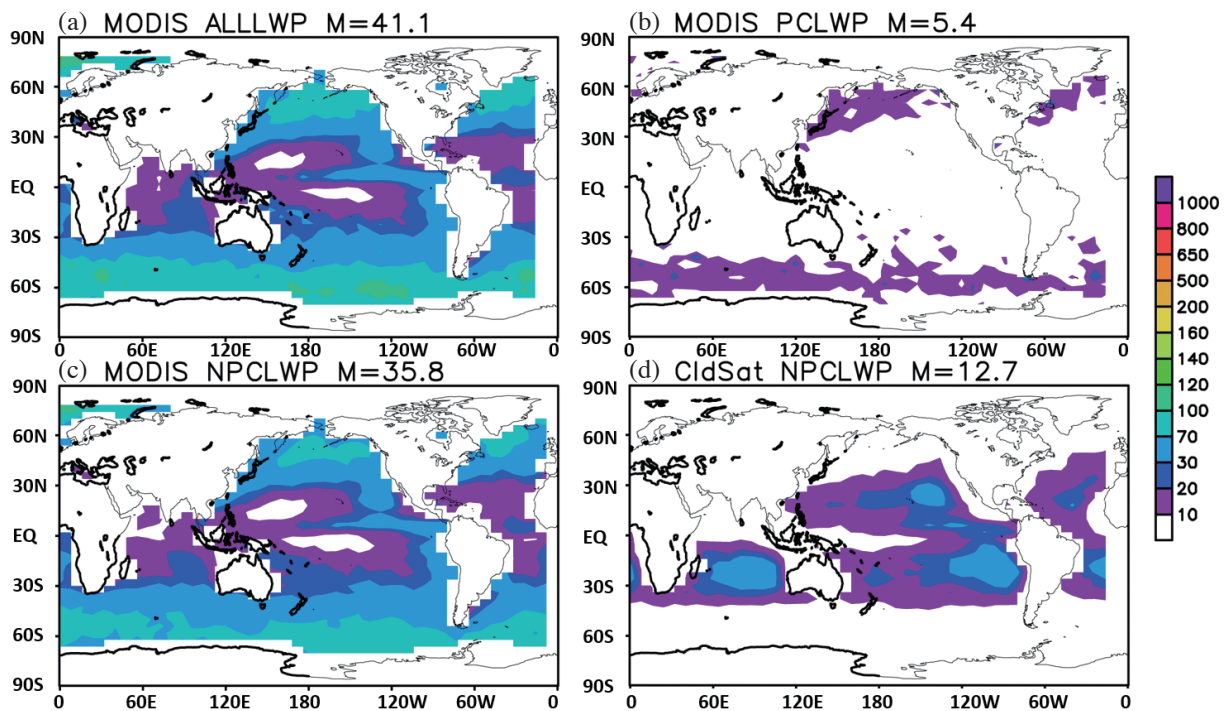 (a) MODIS ALLLWP M=41.1
(b) MODIS PCLWP M=5.4
90N
60N
30N
EQ
30S
60S
90S
0 60E 120E 180 120W 60W 0
90N
60N
30N
EQ
30S
60S
90S
0 60E 120E 180 120W 60W 0
(c) MODIS NPCLWP M=35.8
(d) CldSat NPCLWP M=12.7
90N
60N
30N
EQ
30S
60S
90S
0 60E 120E 180 120W 60W 0
90N
60N
30N
EQ
30S
60S
90S
0 60E 120E 180 120W 60W 0
1000
800
650
500
200
160
140
120
100
70
30
20
10